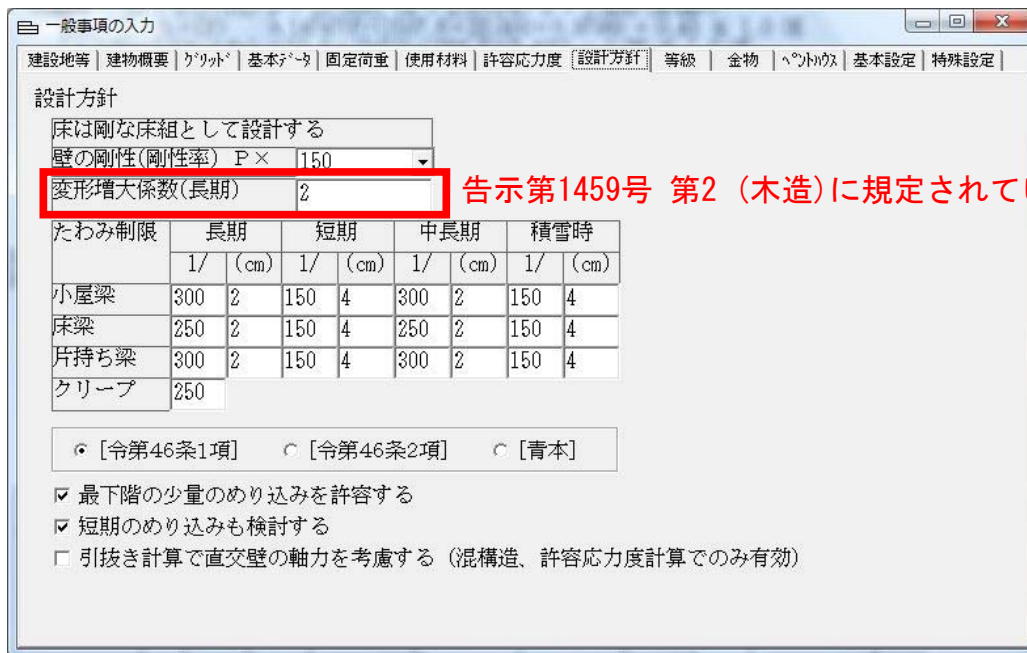 一般事項の入力
建設地等 建物概要 ｸﾞﾘｯﾄﾞ 基本ﾃﾞｰﾀ 固定荷重 使用材料 許容応力度 設計方針 等級 金物 ﾍﾟﾝﾄﾊｳｽ 基本設定 特殊設定
設計方針
床は剛な床組として設計する
壁の剛性(剛性率) P× 150
変形増大係数(長期) 2 告示第1459号 第2 (木造)に規定されて
たわみ制限 長期 短期 中長期 積雪時
1/ (cm) 1/ (cm) 1/ (cm) 1/ (cm)
小屋梁 300 2 150 4 300 2 150 4
床梁 250 2 150 4 250 2 150 4
片持ち梁 300 2 150 4 300 2 150 4
クリープ 250
[令第46条1項] [令第46条2項] [青本]
最下階の少量のめり込みを許容する
短期のめり込みも検討する
引抜き計算で直交壁の軸力を考慮する (混構造、許容応力度計算でのみ有効)